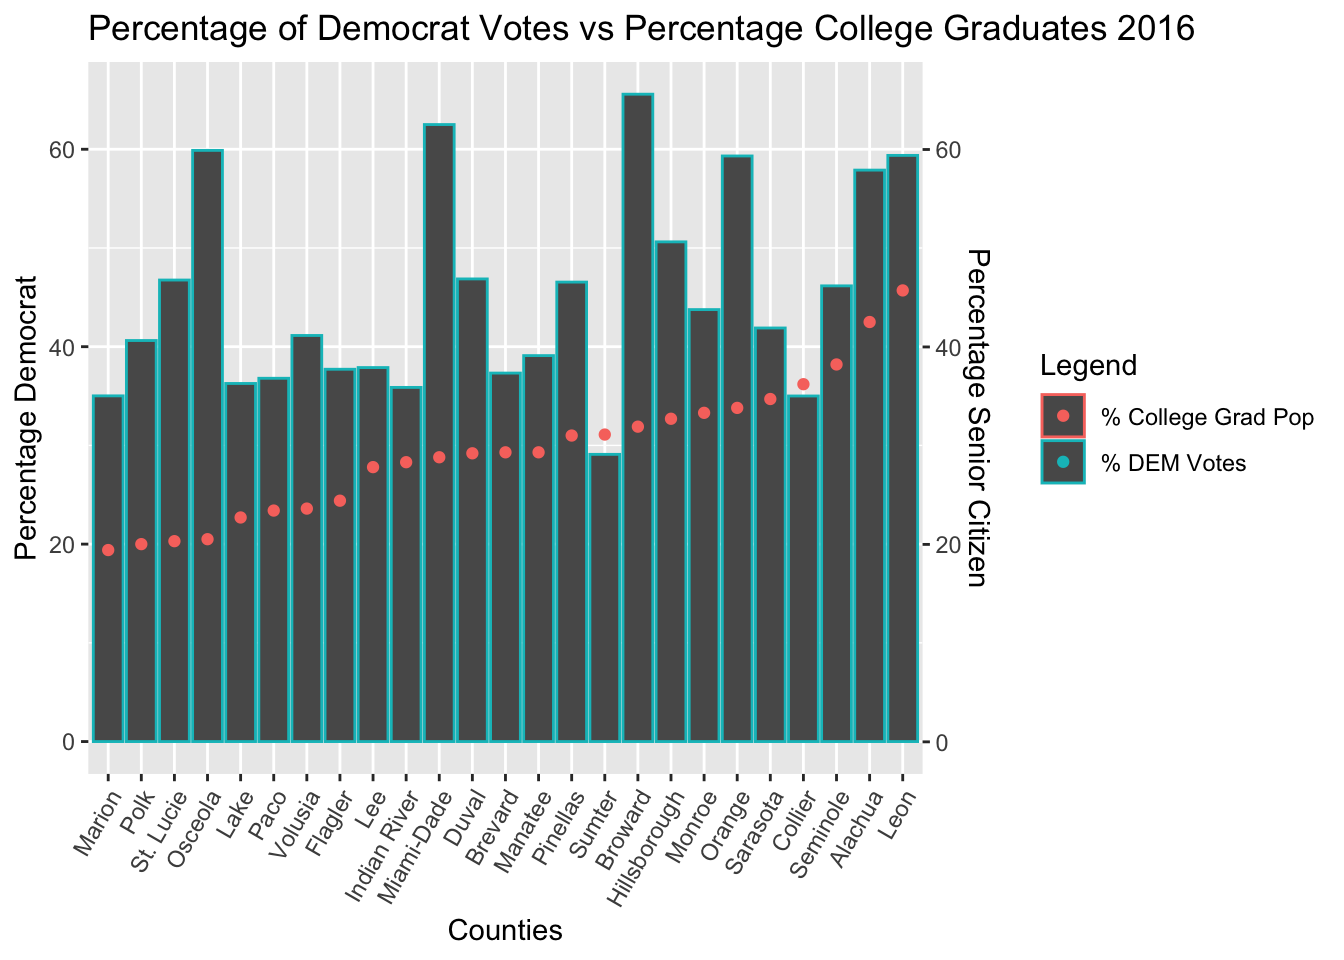 Percentage of Democrat Votes vs Percentage College Graduates 2016
Percentage Democrat
60
40
20
0
60
40
20
0
Percentage Senior Citizen
Legend
% College Grad Pop
% DEM Votes
Marion
Polk
St. Lucie
Osceola
Lake
Paco
Volusia
Flagler
Lee
Indian River
Miami-Dade
Duval
Brevard
Manatee
Pinellas
Sumter
Broward
Hillsborough
Monroe
Orange
Sarasota
Collier
Seminole
Alachua
Leon
Counties